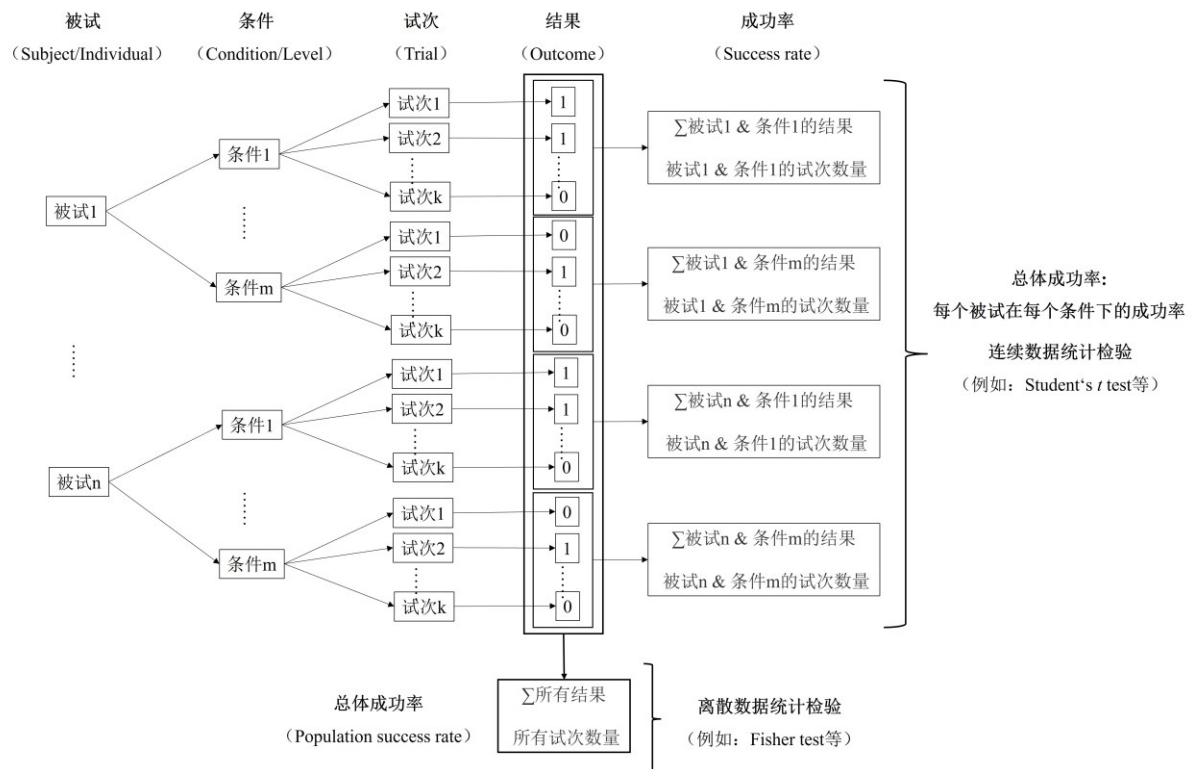 被试
（Subject/Individual)
条件
（Condition/Level)
试次
（Trial)
结果
（Outcome)
成功率
（Success rate）
被试1
条件1
试次1
1
试次2
1
试次k
0
∑被试1 & 条件1的结果
被试1 & 条件1的试次数量
条件m
试次1
0
试次2
1
试次k
0
∑被试1 & 条件m的结果
被试1 & 条件m的试次数量
被试n
条件1
试次1
1
试次2
1
试次k
0
∑被试n & 条件1的结果
被试n & 条件1的试次数量
条件m
试次1
0
试次2
1
试次k
0
∑被试n & 条件m的结果
被试n & 条件m的试次数量
总体成功率:
每个被试在每个条件下的成功率
连续数据统计检验
（例如：Student‘s t test等）
总体成功率
（Population success rate）
∑所有结果
所有试次数量
离散数据统计检验
（例如：Fisher test等）